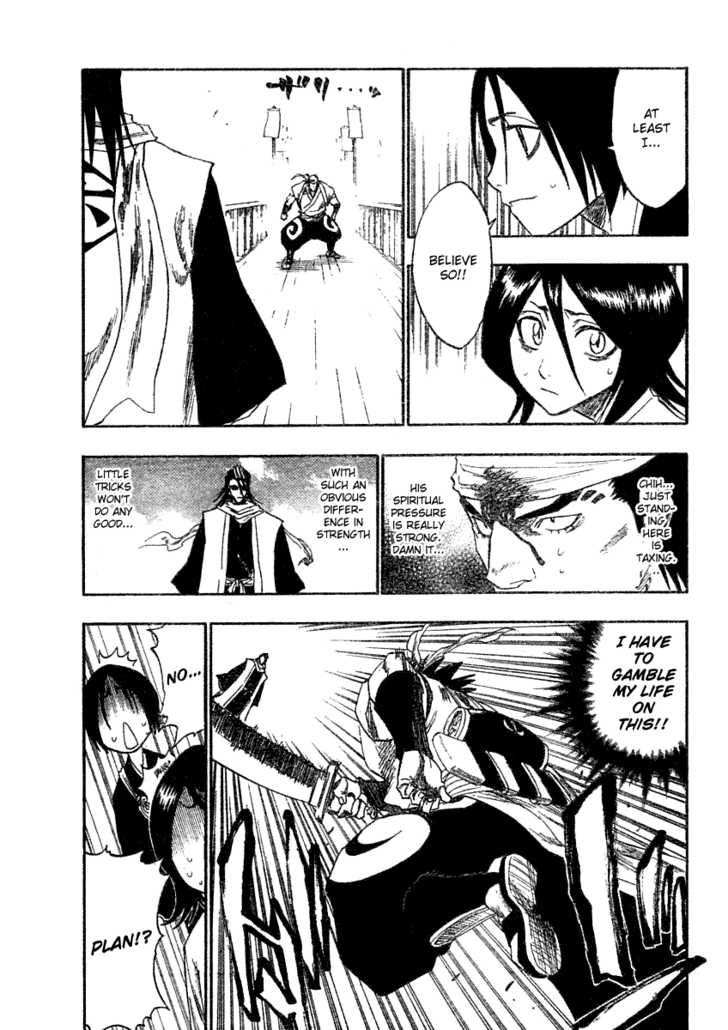 AT
LEAST
I...
BELIEVE
SO!!
CHIH...
JUST
STAND-
ING, HERE
IS
TAXING.
..
HIS
SPIRITUAL
PRESSURE
IS REALLY
STRONG.
DAMN IT...
WITH
SUCH AN
OBVIOUS
DIFFER-
ENCE IN
STRENGTH
...
LITTLE
TRICKS
WON'T
DO ANY
GOOD...
I HAVE
TO
GAMBLE
MY LIFE
ON
THIS!!
NO...
PLAN!?